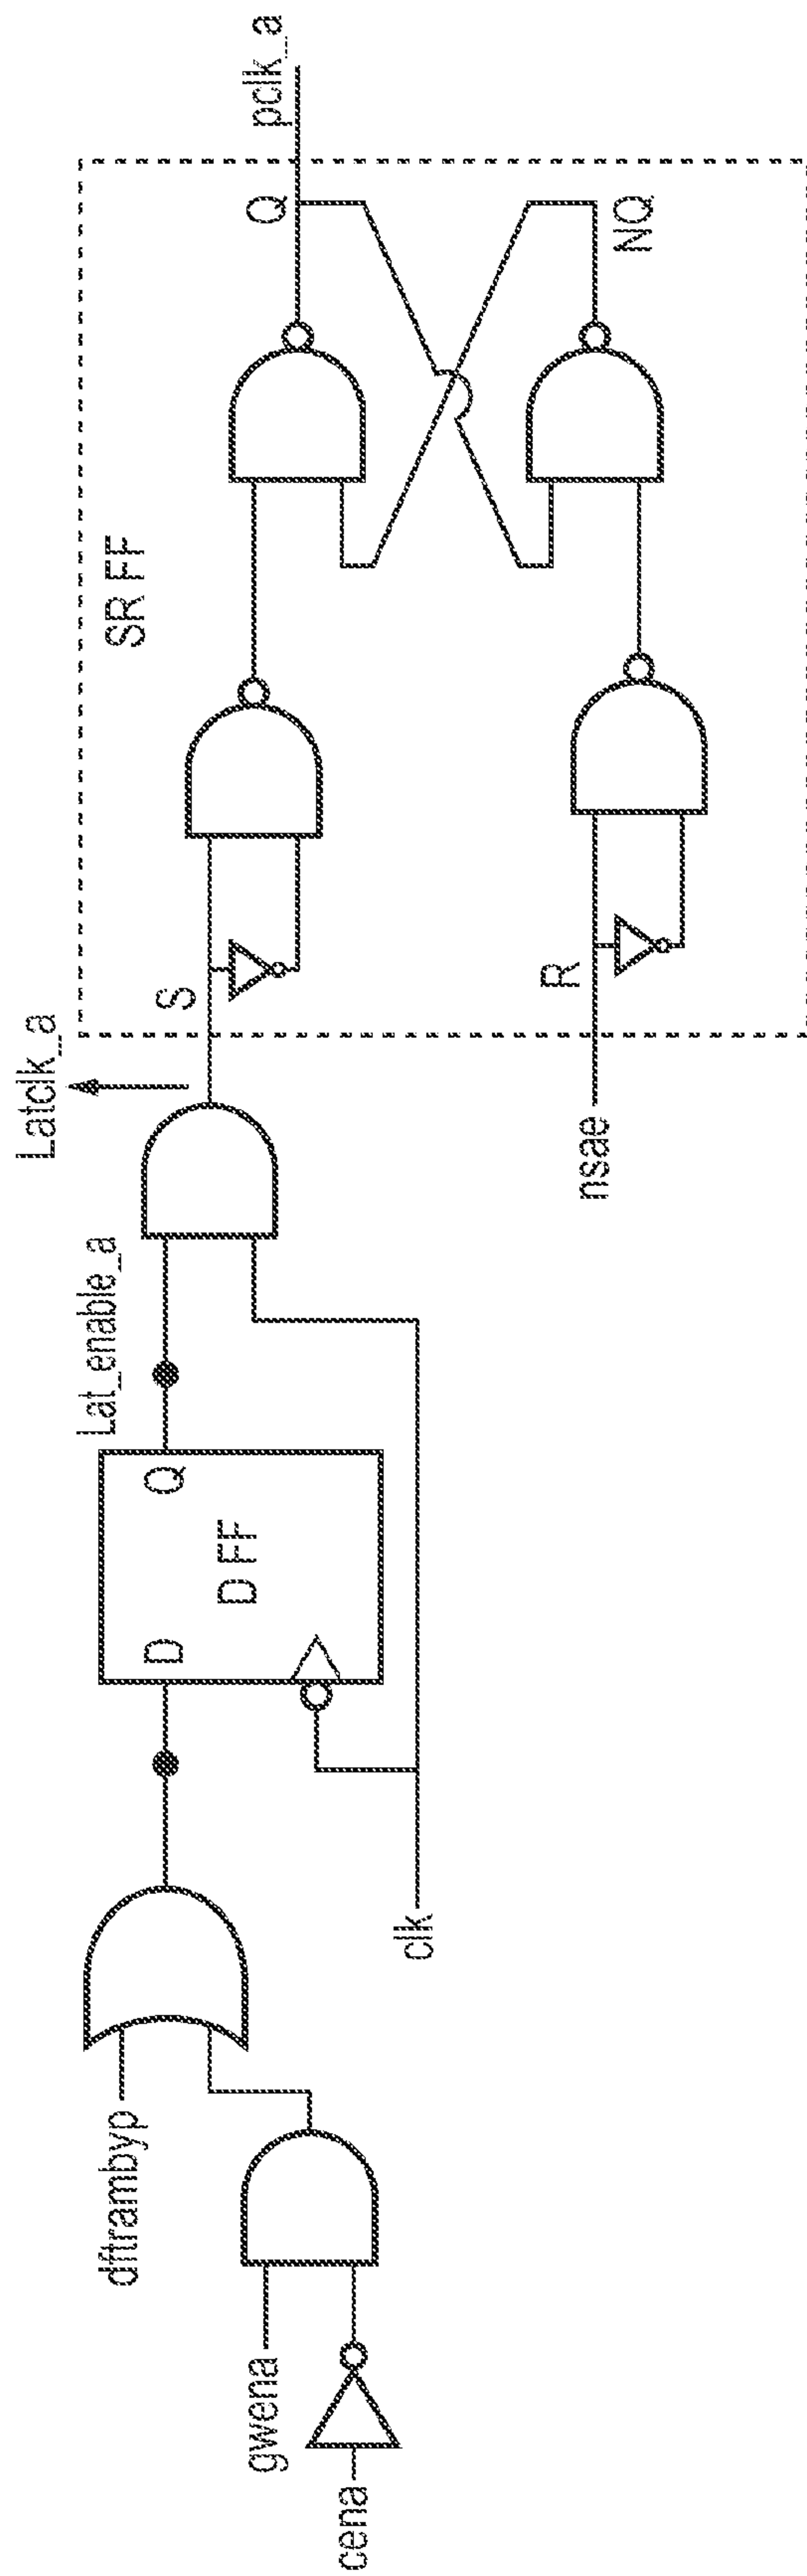 cena
gwena
dftrambyp
clk
D
Q
D FF
Lat_enable_a
Latclk_a
nsae
S
R
SR FF
Q
NQ
pclk_a